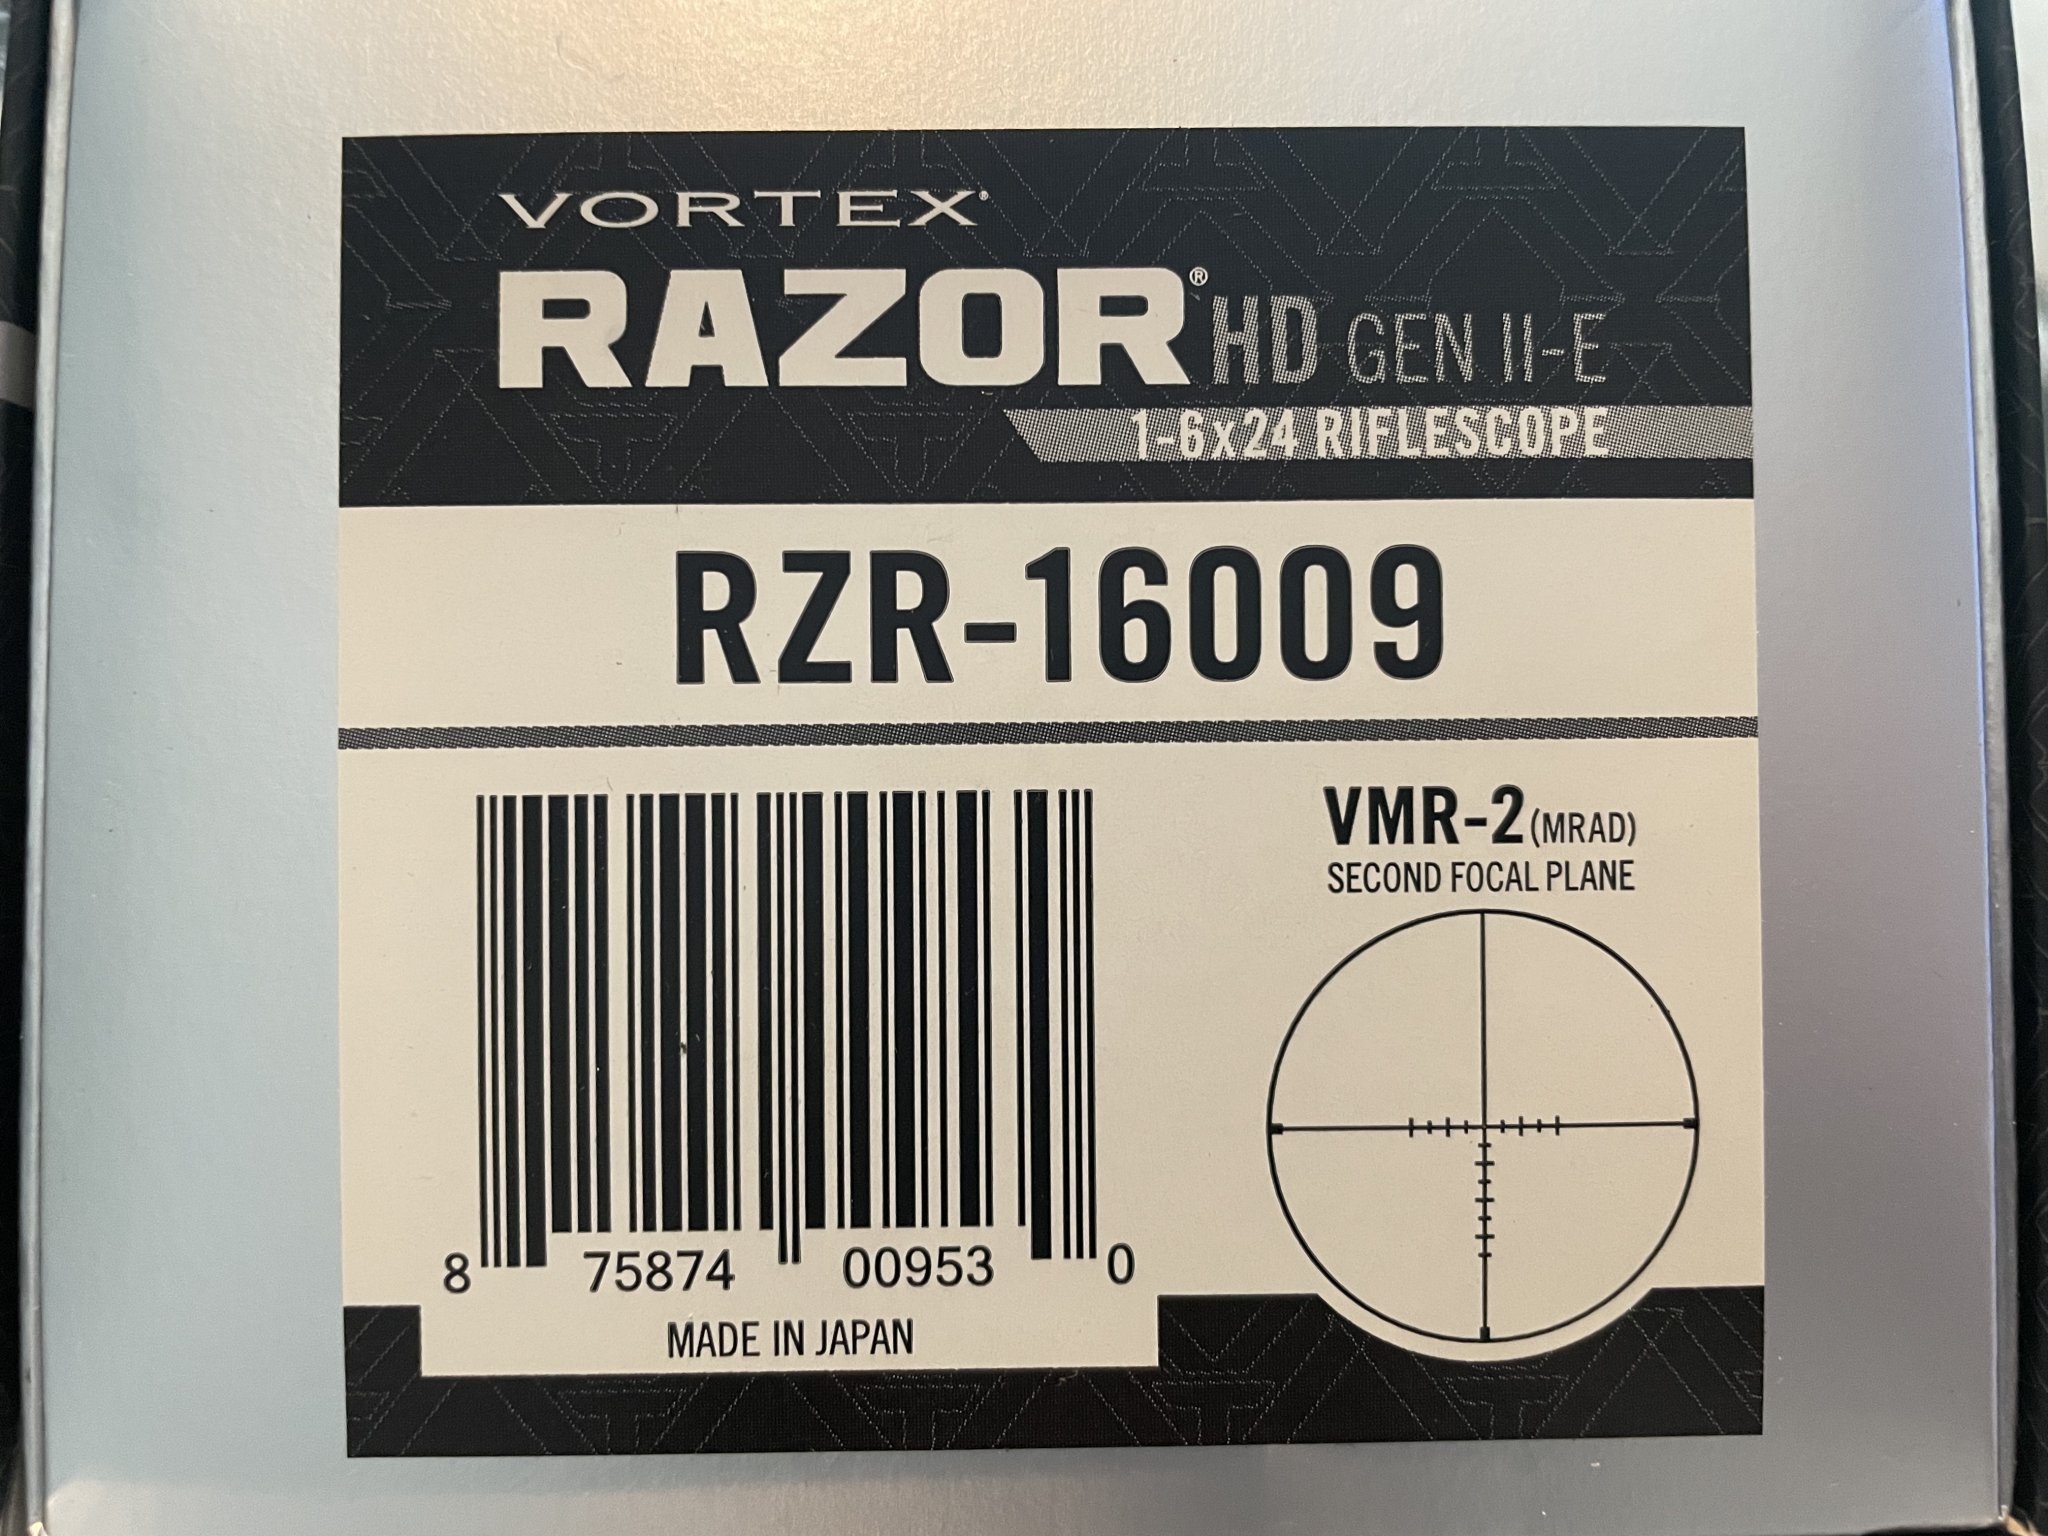 VORTEX®
RAZOR® HD GEN II-E
1-6x24 RIFLESCOPE
RZR-16009
VMR-2 (MRAD)
SECOND FOCAL PLANE
8 75874 00953 0
MADE IN JAPAN